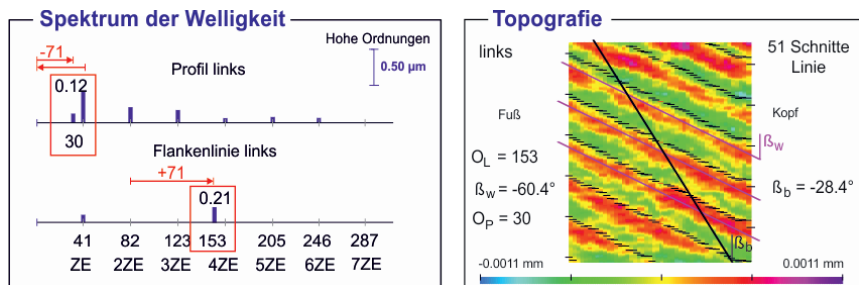 Spektrum der Welligkeit
-71
Hohe Ordnungen
0.50 µm
Profil links
0.12
30
Flankenlinie links
+71
0.21
41 82 123 153 205 246 287
ZE 2ZE 3ZE 4ZE 5ZE 6ZE 7ZE
Topografie
links
51 Schnitte
Linie
Fuß
Kopf
ßw
OL = 153
ßw = -60.4°
ßb = -28.4°
OP = 30
ßb
-0.0011 mm
0.0011 mm